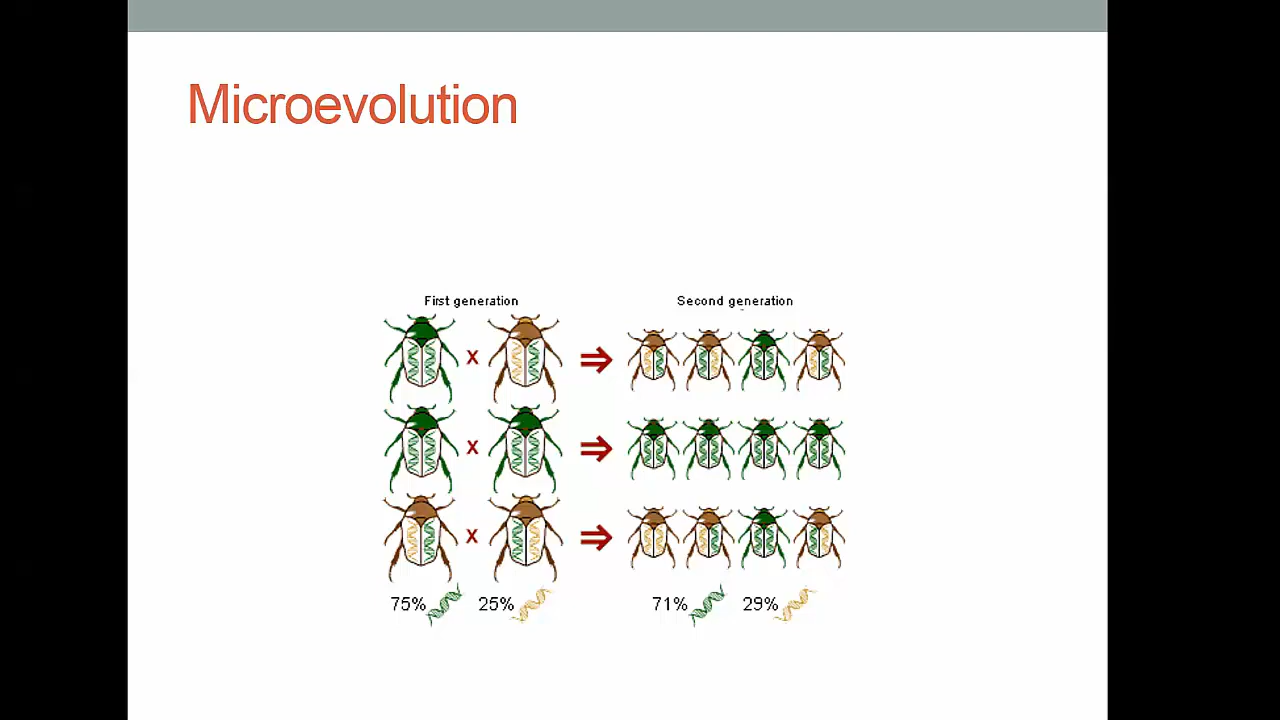 Microevolution
First generation
Second generation
x
x
x
75% 25%
71% 29%